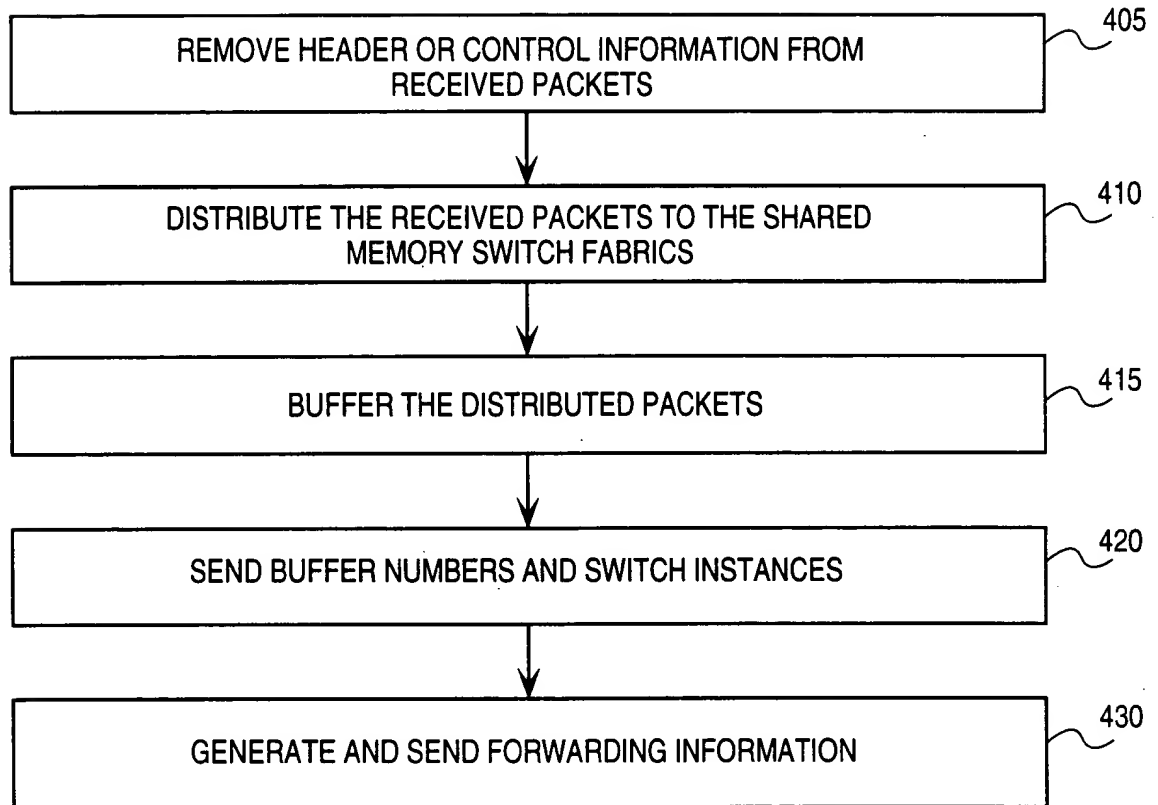 405
REMOVE HEADER OR CONTROL INFORMATION FROM
RECEIVED PACKETS
410
DISTRIBUTE THE RECEIVED PACKETS TO THE SHARED
MEMORY SWITCH FABRICS
415
BUFFER THE DISTRIBUTED PACKETS
420
SEND BUFFER NUMBERS AND SWITCH INSTANCES
430
GENERATE AND SEND FORWARDING INFORMATION